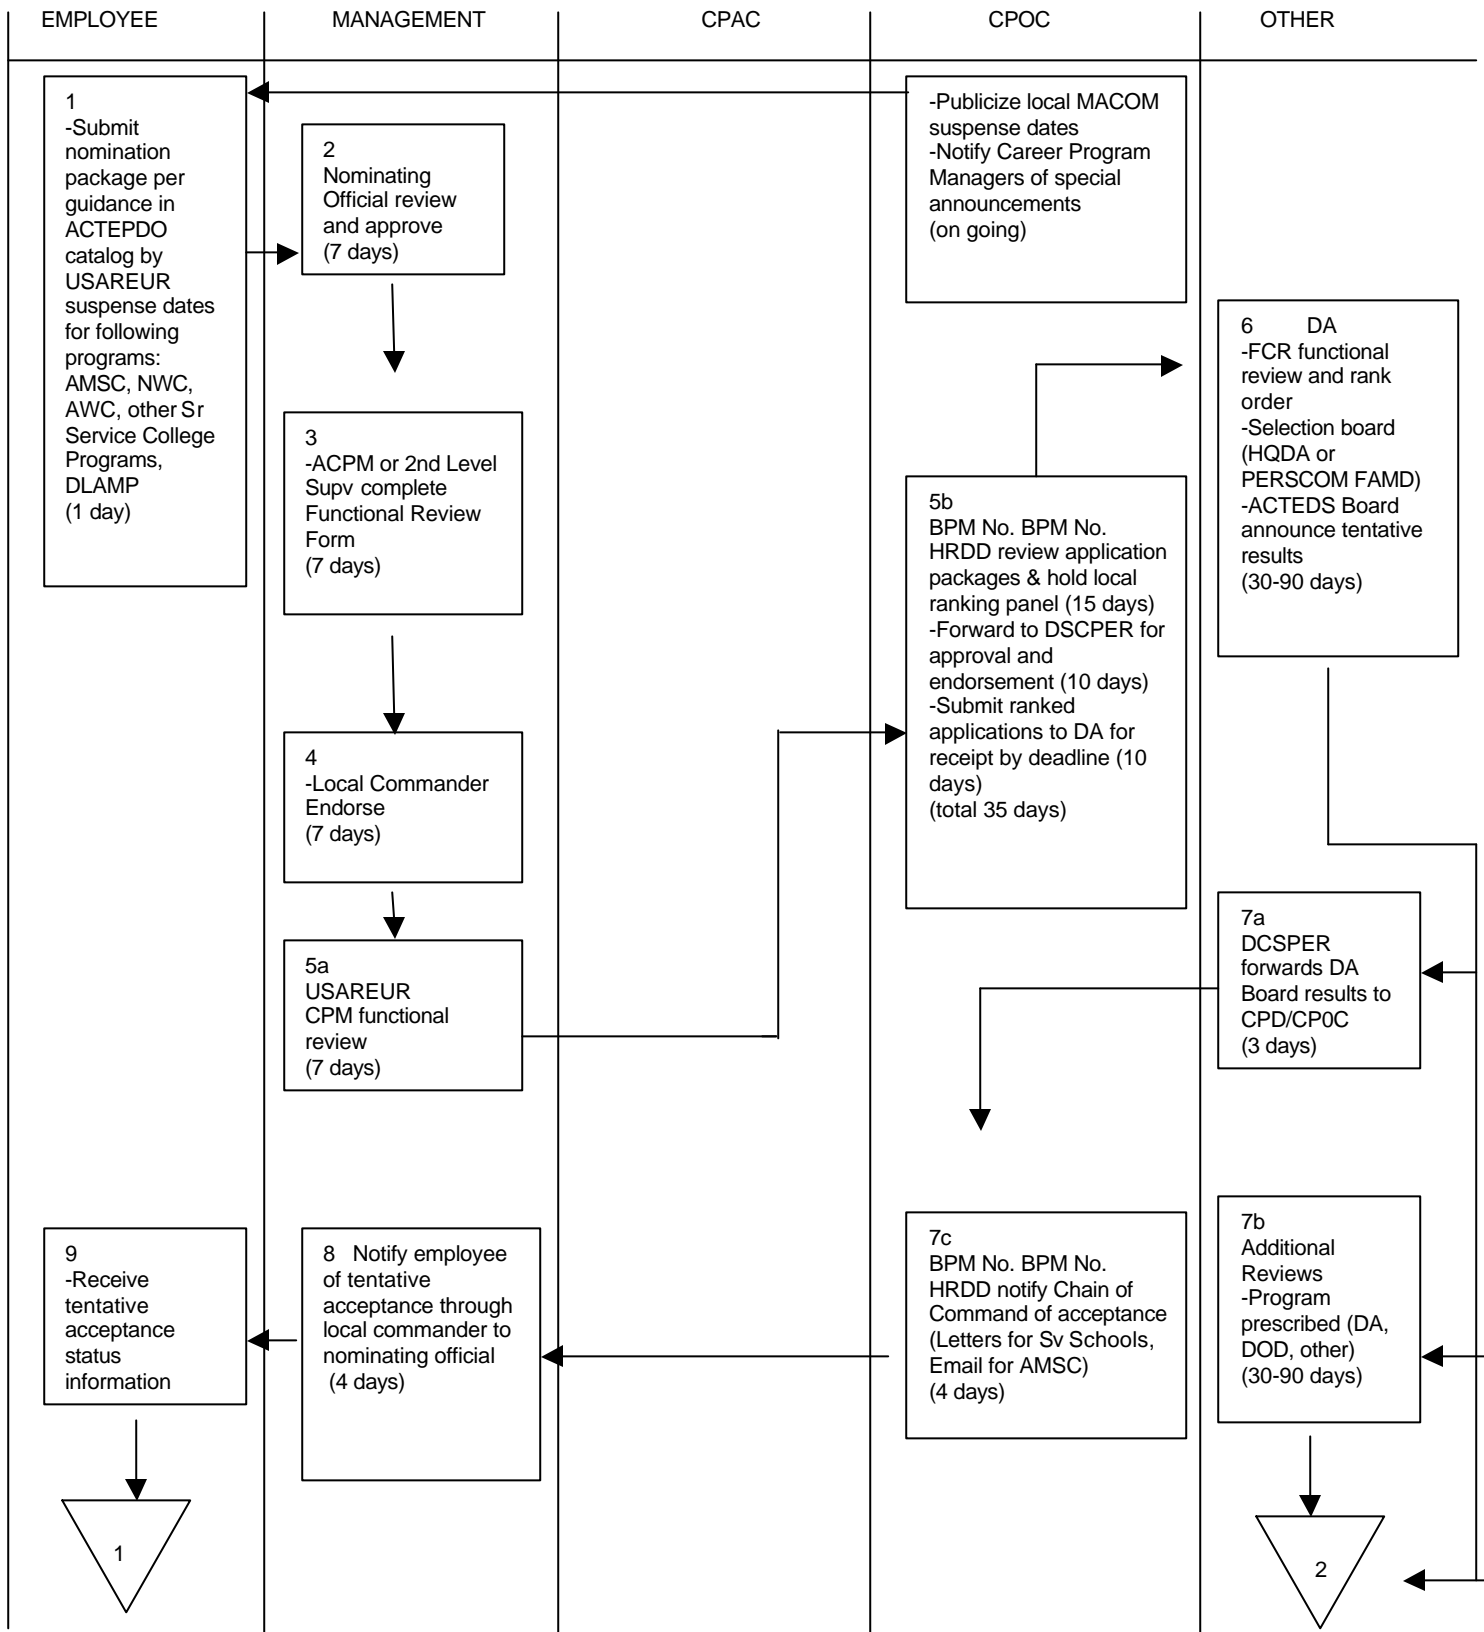 EMPLOYEE
MANAGEMENT
CPAC
CPOC
OTHER
1
-Submit
nomination
package per
guidance in
ACTEPDO
catalog by
USAREUR
suspense dates
for following
programs:
AMSC, NWC,
AWC, other Sr
Service College
Programs,
DLAMP
(1 day)
2
Nominating
Official review
and approve
(7 days)
-Publicize local MACOM
suspense dates
-Notify Career Program
Managers of special
announcements
(on going)
3
-ACPM or 2nd Level
Supv complete
Functional Review
Form
(7 days)
4
-Local Commander
Endorse
(7 days)
5a
USAREUR
CPM functional
review
(7 days)
5b
BPM No. BPM No.
HRDD review application
packages & hold local
ranking panel (15 days)
-Forward to DSCPER for
approval and
endorsement (10 days)
-Submit ranked
applications to DA for
receipt by deadline (10
days)
(total 35 days)
6 DA
-FCR functional
review and rank
order
-Selection board
(HQDA or
PERSCOM FAMD)
-ACTEDS Board
announce tentative
results
(30-90 days)
7a
DCSPER
forwards DA
Board results to
CPD/CP0C
(3 days)
7b
Additional
Reviews
-Program
prescribed (DA,
DOD, other)
(30-90 days)
7c
BPM No. BPM No.
HRDD notify Chain of
Command of acceptance
(Letters for Sv Schools,
Email for AMSC)
(4 days)
8 Notify employee
of tentative
acceptance through
local commander to
nominating official
(4 days)
9
-Receive
tentative
acceptance
status
information
1
2